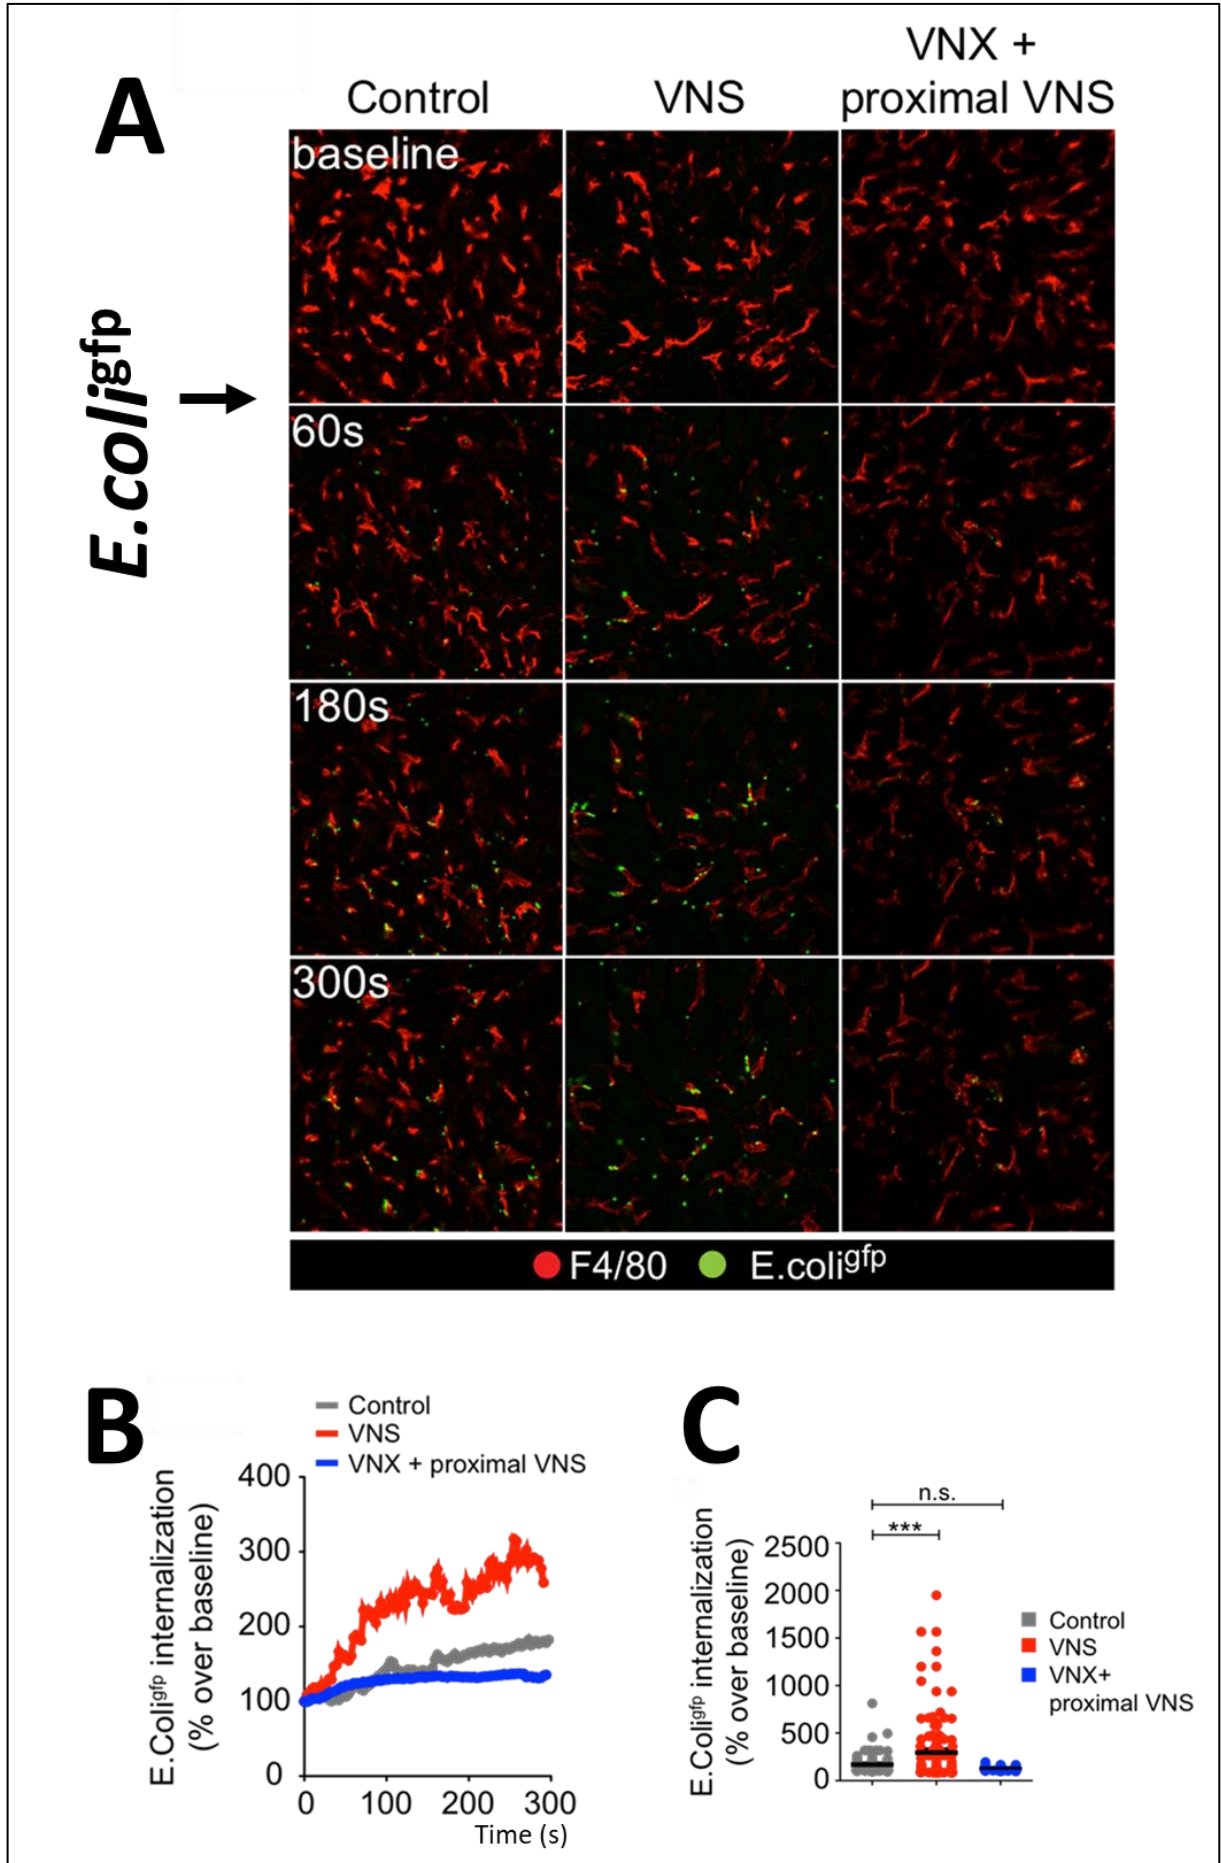 A
Control
VNS
VNX +
proximal VNS
baseline
E.coli^gfp
60s
180s
300s
F4/80
E.coli^gfp
B
Control
VNS
VNX + proximal VNS
E.Coli^gfp internalization
(% over baseline)
400
300
200
100
0
0 100 200 300
Time (s)
C
n.s.
***
E.Coli^gfp internalization
(% over baseline)
2500
2000
1500
1000
500
0
Control
VNS
VNX+
proximal VNS